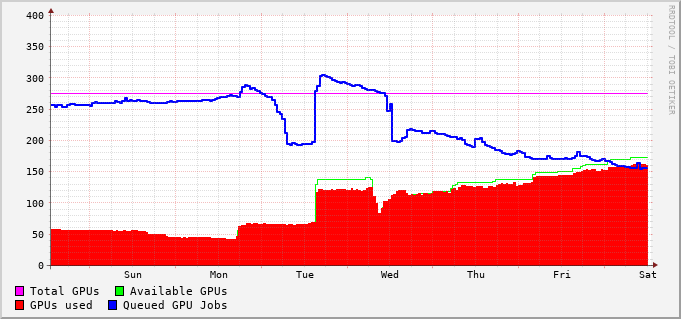 400
350
300
250
200
150
100
50
0
Sun Mon Tue Wed Thu Fri Sat
Total GPUs Available GPUs
GPUs used Queued GPU Jobs
RRDTOOL / TOBI OETIKER